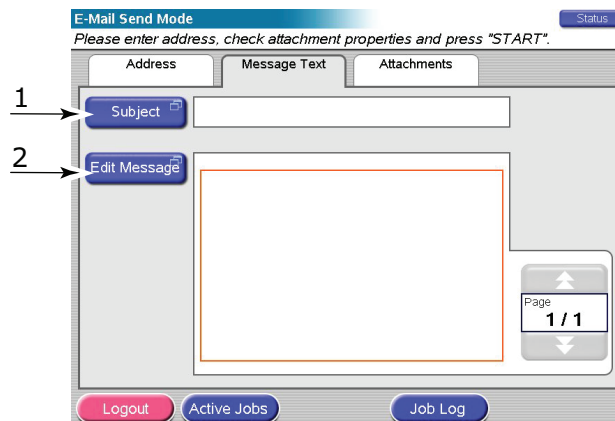 E-Mail Send Mode
Status
Please enter address, check attachment properties and press "START".
Address
Message Text
Attachments
1
Subject
2
Edit Message
Page
1 / 1
Logout
Active Jobs
Job Log